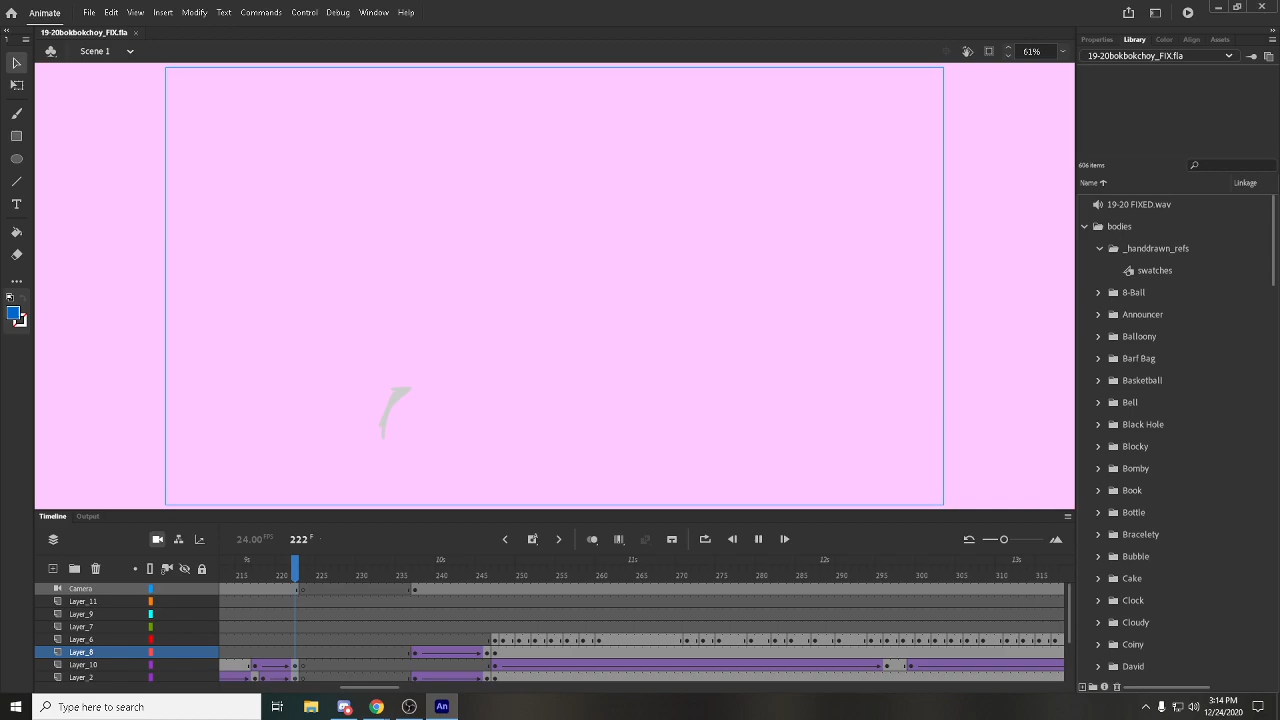 Animate File Edit View Insert Modify Text Commands Control Debug Window Help
19-20bokbokchoy_FIX.fla
Scene 1
61%
Properties Library Color Align Assets
19-20bokbokchoy_FIX.fla
606 items
Name Linkage
19-20 FIXED.wav
bodies
_handdrawn_refs
swatches
8-Ball
Announcer
Balloony
Barf Bag
Basketball
Bell
Black Hole
Blocky
Bomby
Book
Bottle
Bracelety
Bubble
Cake
Clock
Cloudy
Coiny
David
Timeline Output
24.00 FPS 222 F
9s 10s 11s 12s 13s
215 220 225 230 235 240 245 250 255 260 265 270 275 280 285 290 295 300 305 310 315
Camera
Layer_11
Layer_9
Layer_7
Layer_6
Layer_8
Layer_10
Layer_2
Type here to search
An
3:14 PM
12/24/2020